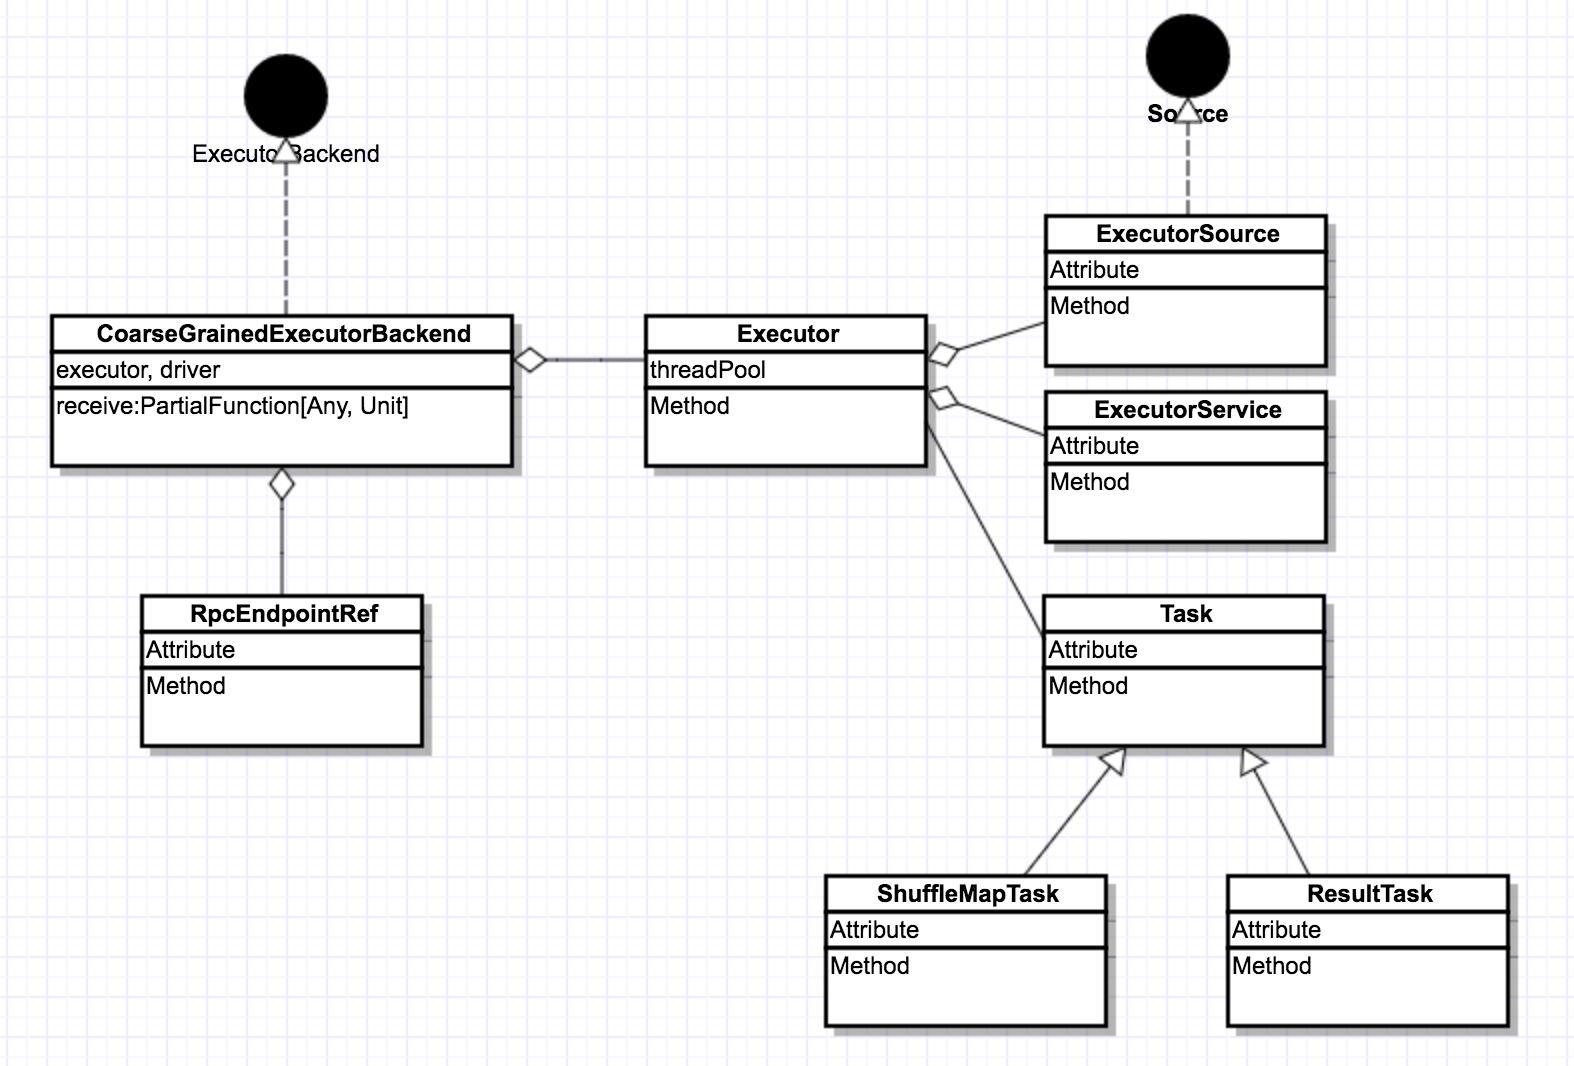 Source
ExecutorBackend
ExecutorSource
Attribute
Method
CoarseGrainedExecutorBackend
executor, driver
receive:PartialFunction[Any, Unit]
Executor
threadPool
Method
ExecutorService
Attribute
Method
RpcEndpointRef
Attribute
Method
Task
Attribute
Method
ShuffleMapTask
Attribute
Method
ResultTask
Attribute
Method